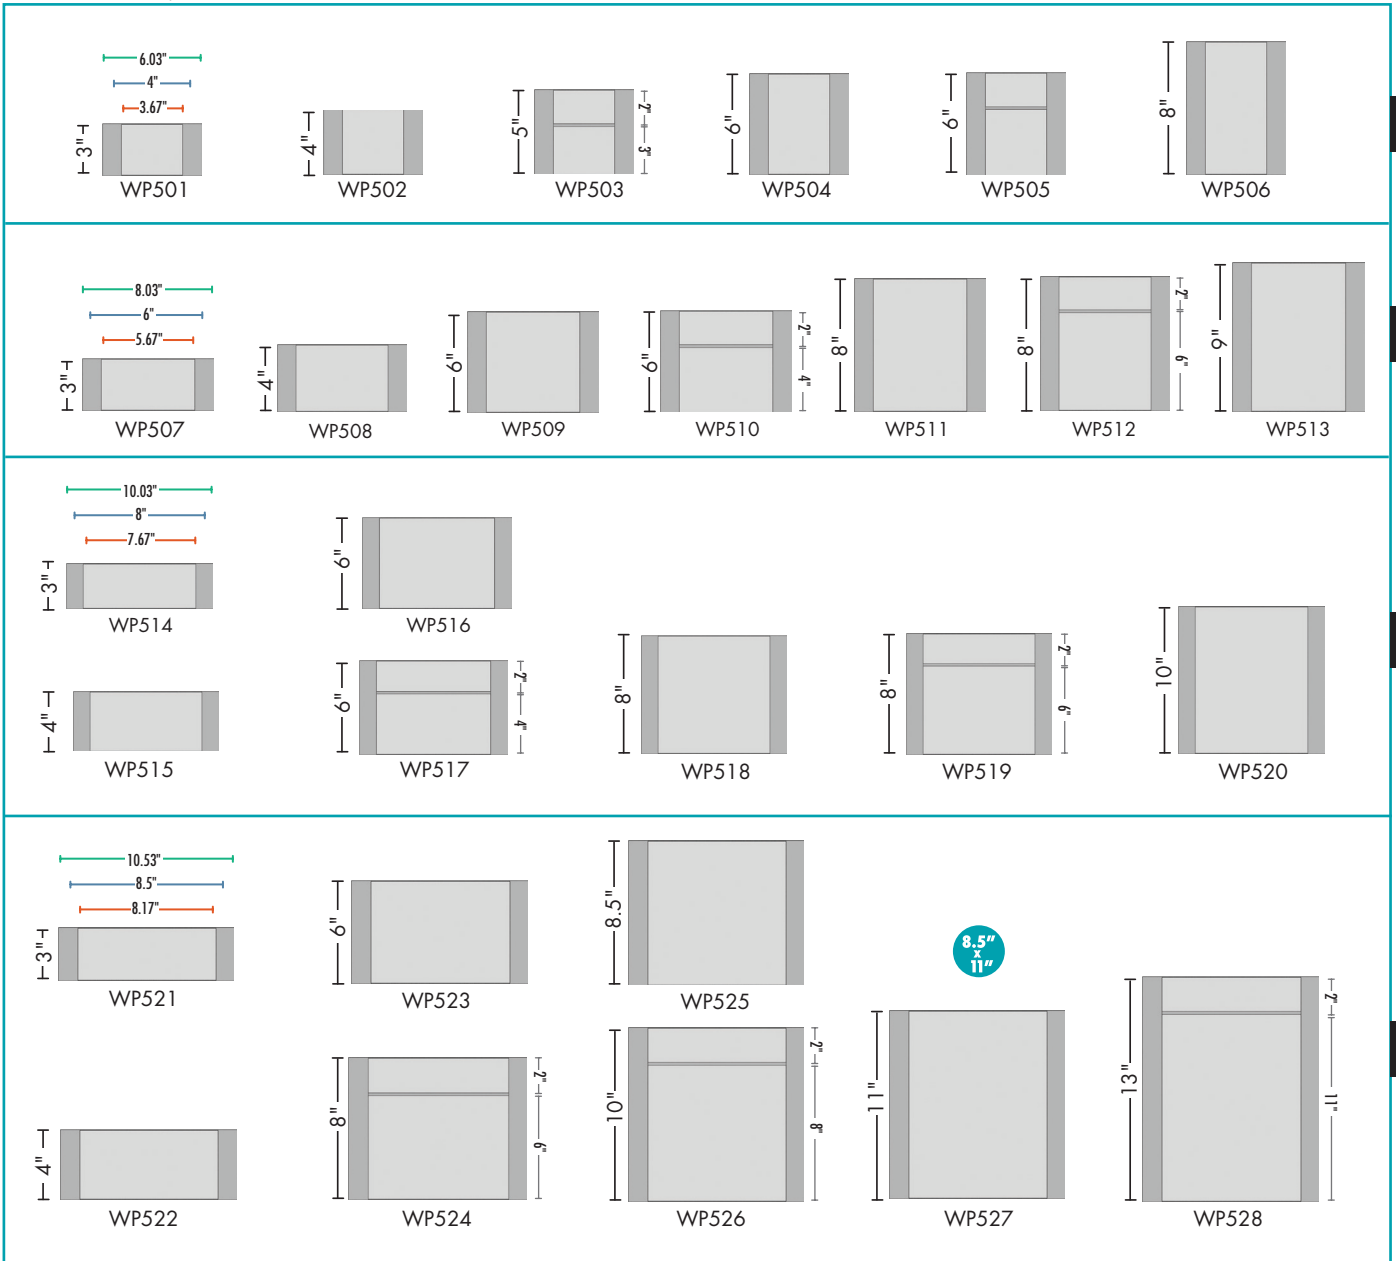 6.03"
4"
3.67"
3"
WP501
4"
WP502
5"
2"
3"
WP503
6"
WP504
6"
WP505
8"
WP506
8.03"
6"
5.67"
3"
WP507
4"
WP508
6"
WP509
6"
2"
4"
WP510
8"
WP511
8"
2"
6"
WP512
9"
WP513
10.03"
8"
7.67"
3"
WP514
4"
WP515
6"
WP516
6"
2"
4"
WP517
8"
WP518
8"
2"
6"
WP519
10"
WP520
10.53"
8.5"
8.17"
3"
WP521
4"
WP522
6"
WP523
8"
2"
6"
WP524
8.5"
WP525
10"
2"
8"
WP526
8.5"
x
11"
11"
WP527
13"
2"
11"
WP528